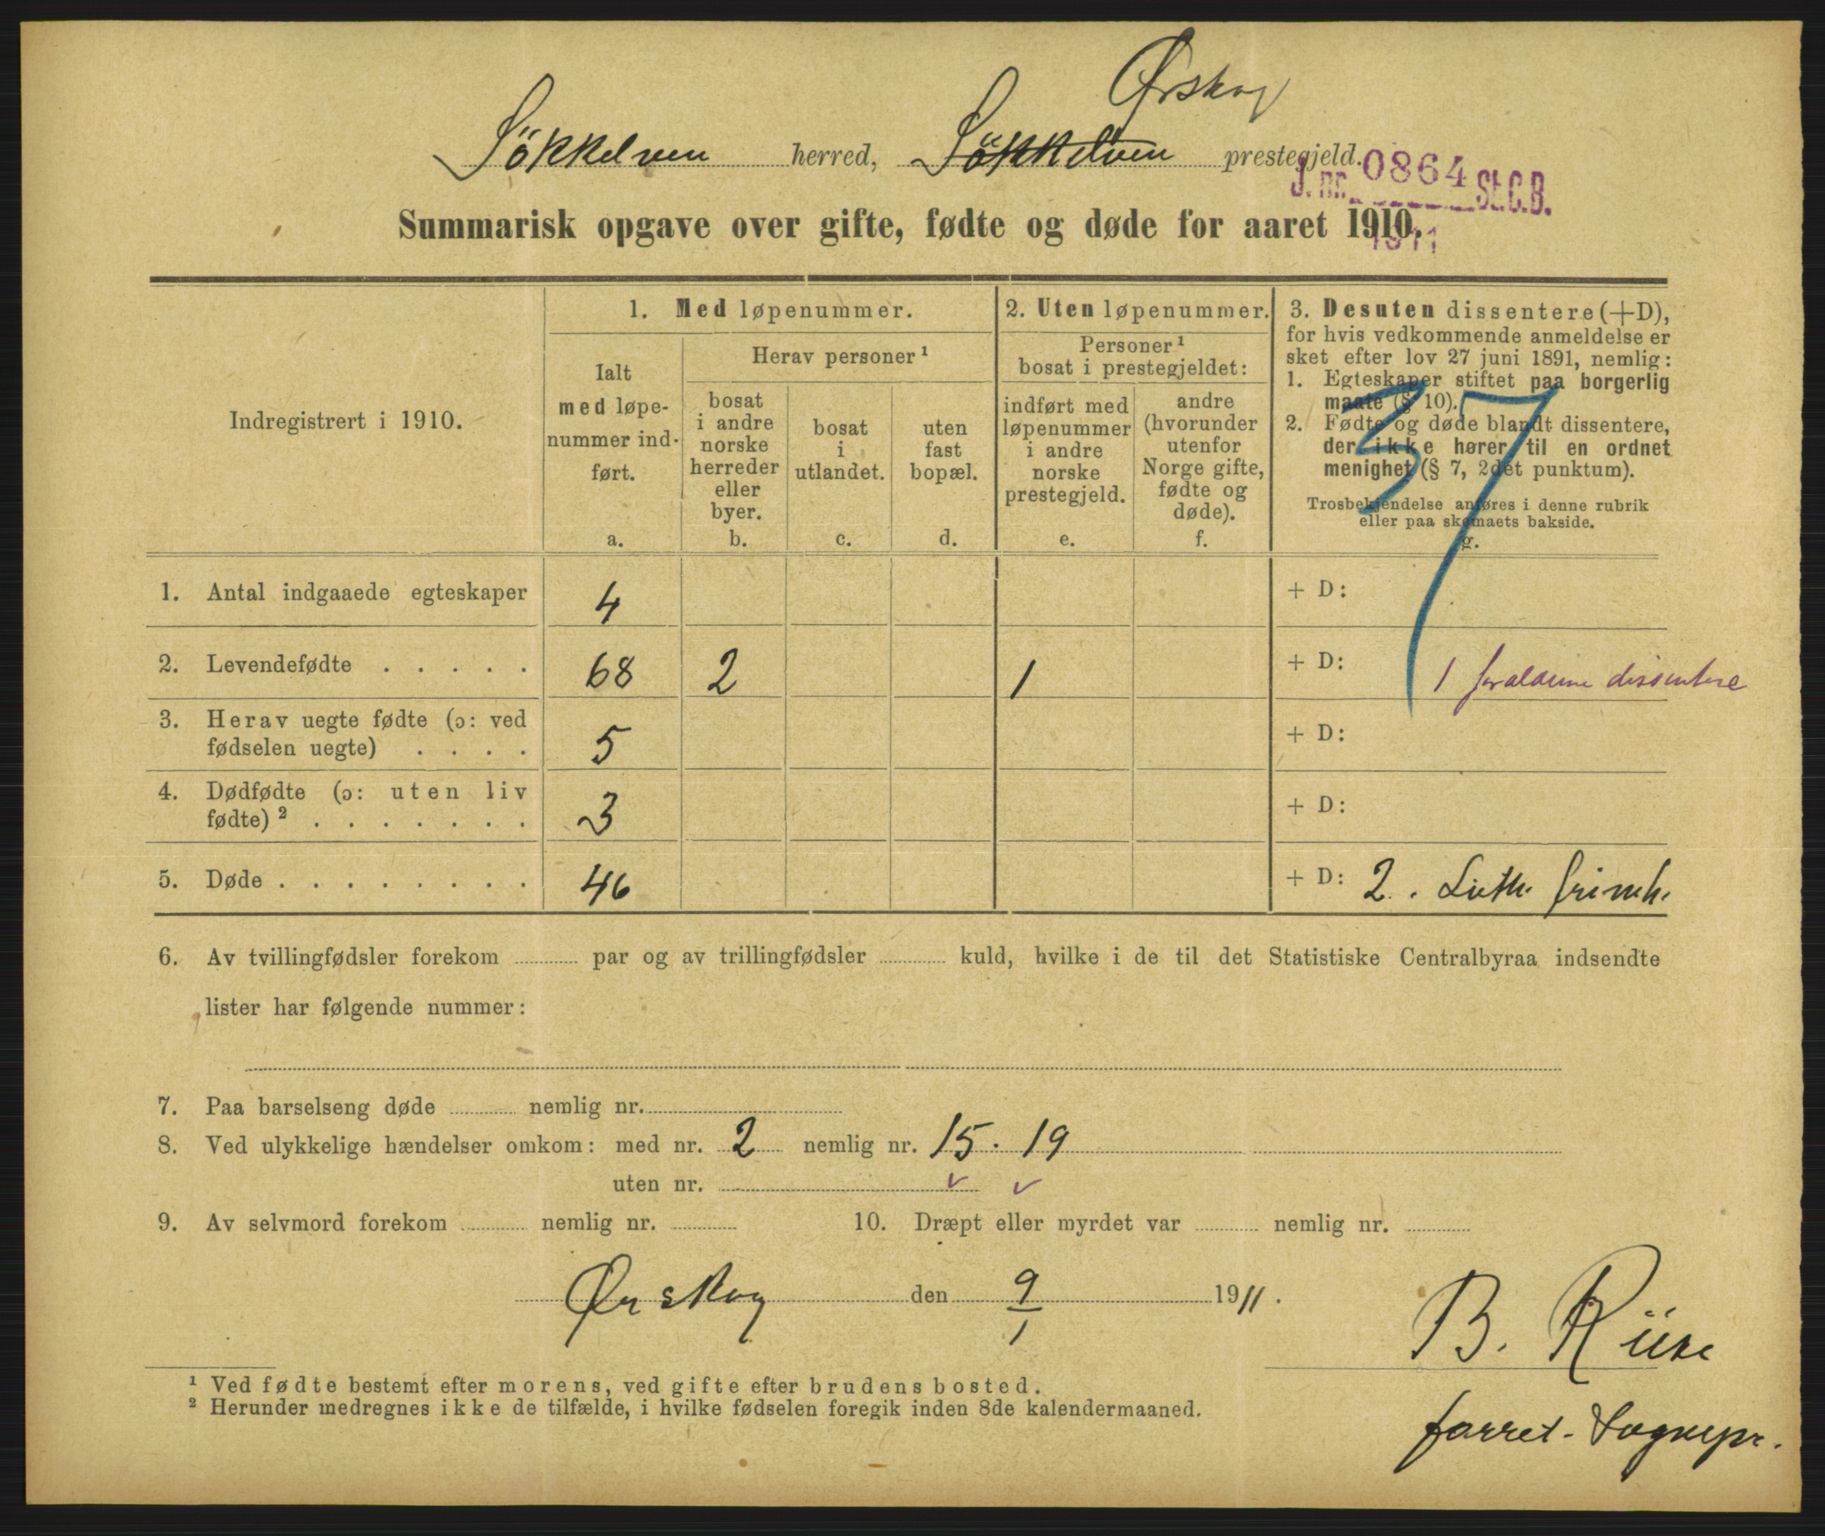 Ørskog
Søkkelven herred, Søkkelven prestegjeld.
J. nr. 0864 St.C.B.
1911
Summarisk opgave over gifte, fødte og døde for aaret 1910.
Indregistrert i 1910.
1. Med løpenummer.
Ialt med løpenummer indført.
a.
Herav personer ¹
bosat i andre norske herreder eller byer.
b.
bosat i utlandet.
c.
uten fast bopæl.
d.
2. Uten løpenummer.
Personer ¹ bosat i prestegjeldet:
indført med løpenummer i andre norske prestegjeld.
e.
andre (hvorunder utenfor Norge gifte, fødte og døde).
f.
3. Desuten dissentere (+D),
for hvis vedkommende anmeldelse er
sket efter lov 27 juni 1891, nemlig:
1. Egteskaper stiftet paa borgerlig
maate (§ 10).
2. Fødte og døde blandt dissentere,
der ikke hører til en ordnet
menighet (§ 7, 2det punktum).
Trosbekjendelse anføres i denne rubrik
eller paa skemaets bakside.
g.
37
1. Antal indgaaede egteskaper 4 + D:
2. Levendefødte . . . . . 68 2 1 + D: 1 forældrene dissentere
3. Herav uegte fødte (ɔ: ved
fødselen uegte) . . . . 5 + D:
4. Dødfødte (ɔ: uten liv
fødte) ² . . . . . . . 3 + D:
5. Døde . . . . . . . . 46 + D: 2. Luth. frimh.
6. Av tvillingfødsler forekom par og av trillingfødsler kuld, hvilke i de til det Statistiske Centralbyraa indsendte
lister har følgende nummer:
7. Paa barselseng døde nemlig nr.
8. Ved ulykkelige hændelser omkom: med nr. 2 nemlig nr. 15. 19
uten nr.
9. Av selvmord forekom nemlig nr. 10. Dræpt eller myrdet var nemlig nr.
Ørskog den 9/1 1911.
B. Riise
¹ Ved fødte bestemt efter morens, ved gifte efter brudens bosted.
² Herunder medregnes ikke de tilfælde, i hvilke fødselen foregik inden 8de kalendermaaned.
forret. Sognepr.